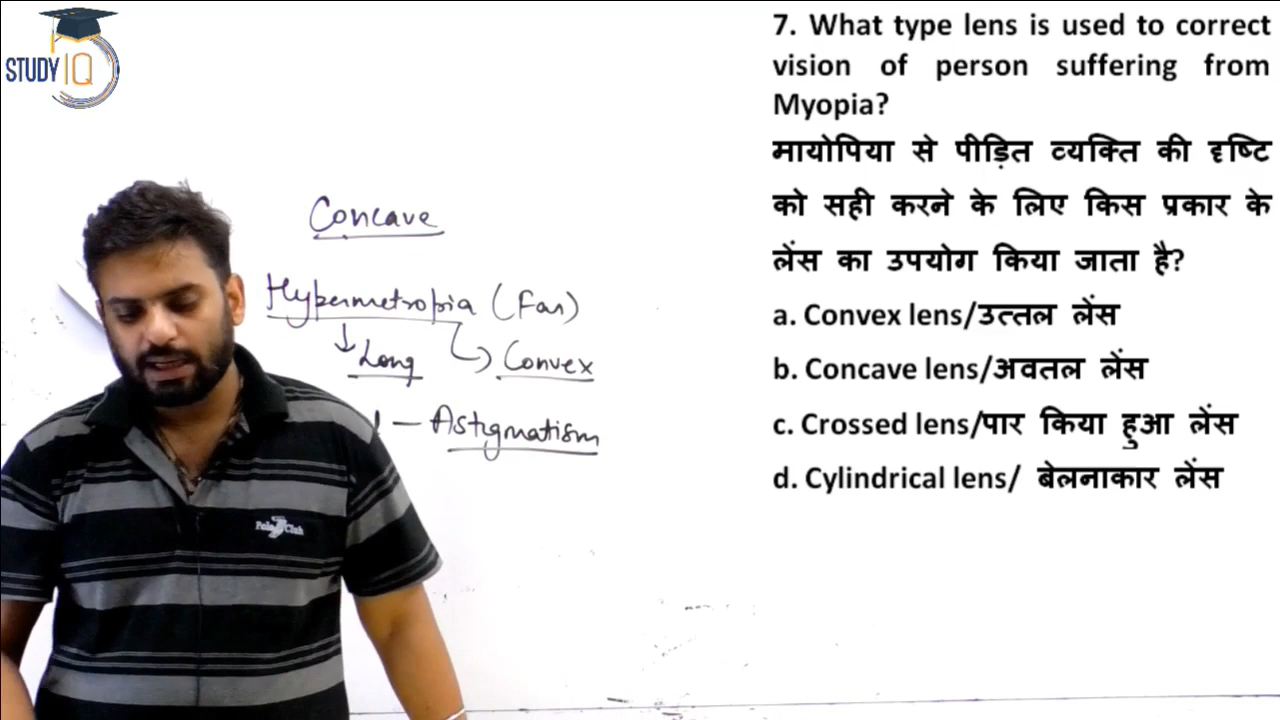 STUDY IQ
7. What type lens is used to correct
vision of person suffering from
Myopia?
मायोपिया से पीड़ित व्यक्ति की दृष्टि
को सही करने के लिए किस प्रकार के
लेंस का उपयोग किया जाता है?
a. Convex lens/उत्तल लेंस
b. Concave lens/अवतल लेंस
c. Crossed lens/पार किया हुआ लेंस
d. Cylindrical lens/ बेलनाकार लेंस
Concave
Hypermetropia (Far)
Long Convex
— Astigmatism
Polo Club